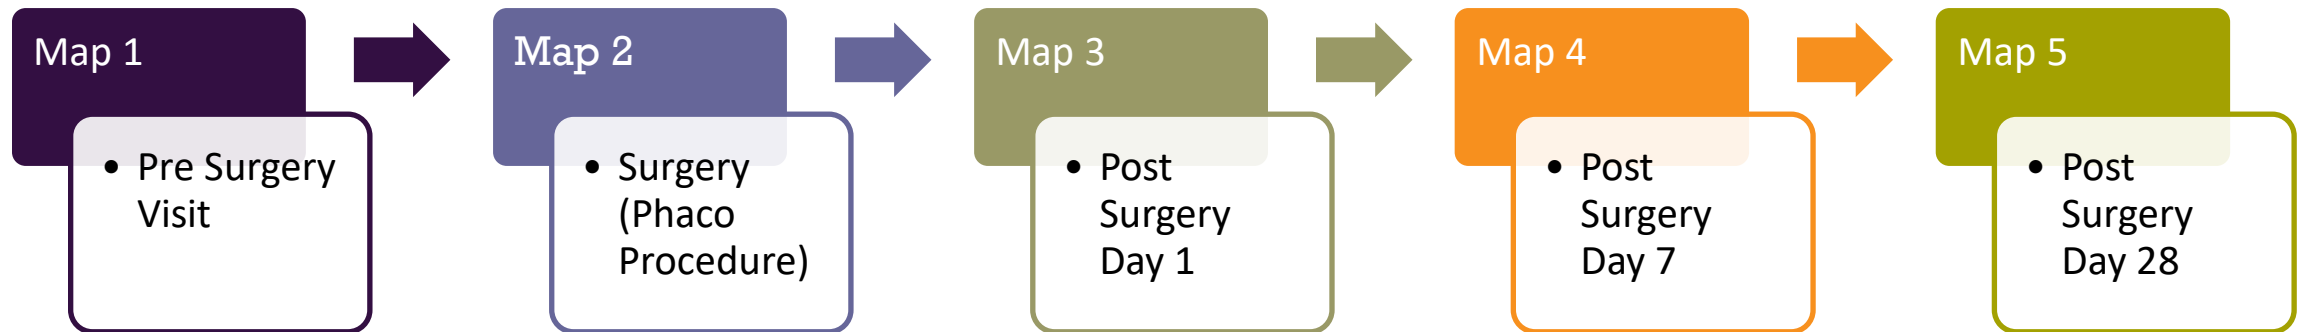 Map 1
• Pre Surgery
Visit
Map 2
• Surgery
(Phaco
Procedure)
Map 3
• Post
Surgery
Day 1
Map 4
• Post
Surgery
Day 7
Map 5
• Post
Surgery
Day 28